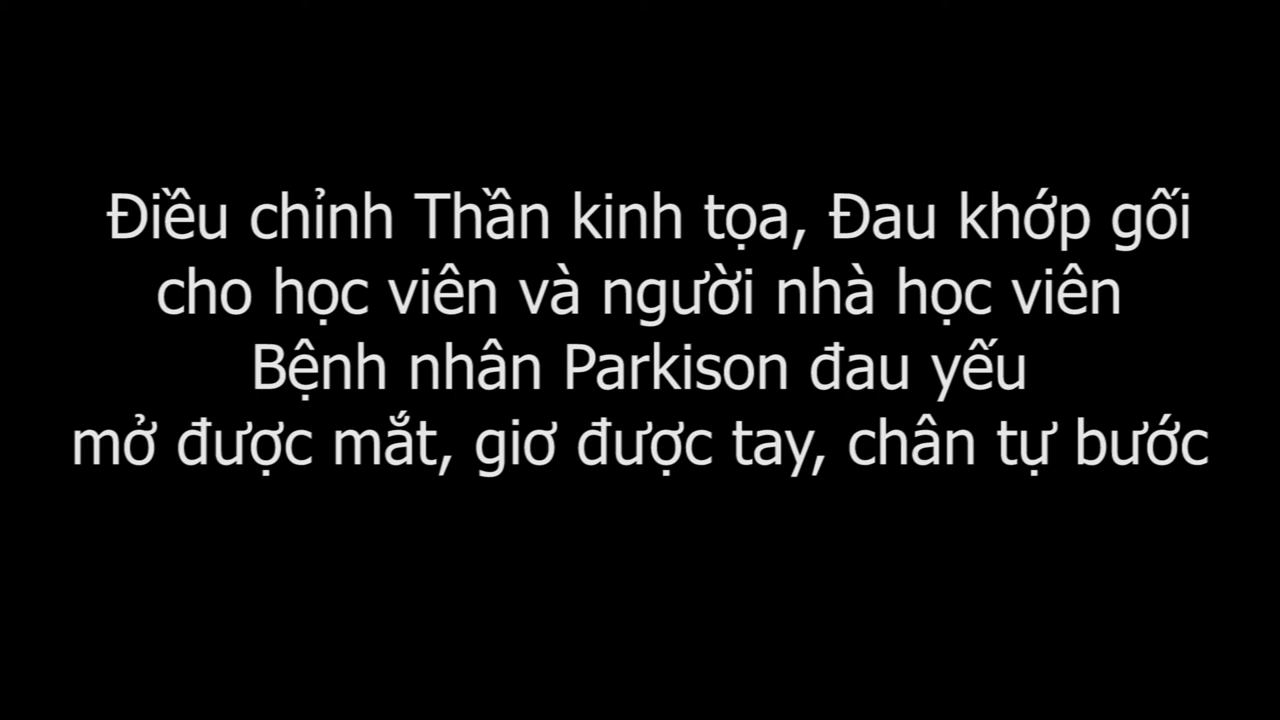 Điều chỉnh Thần kinh tọa, Đau khớp gối
cho học viên và người nhà học viên
Bệnh nhân Parkison đau yếu
mở được mắt, giơ được tay, chân tự bước